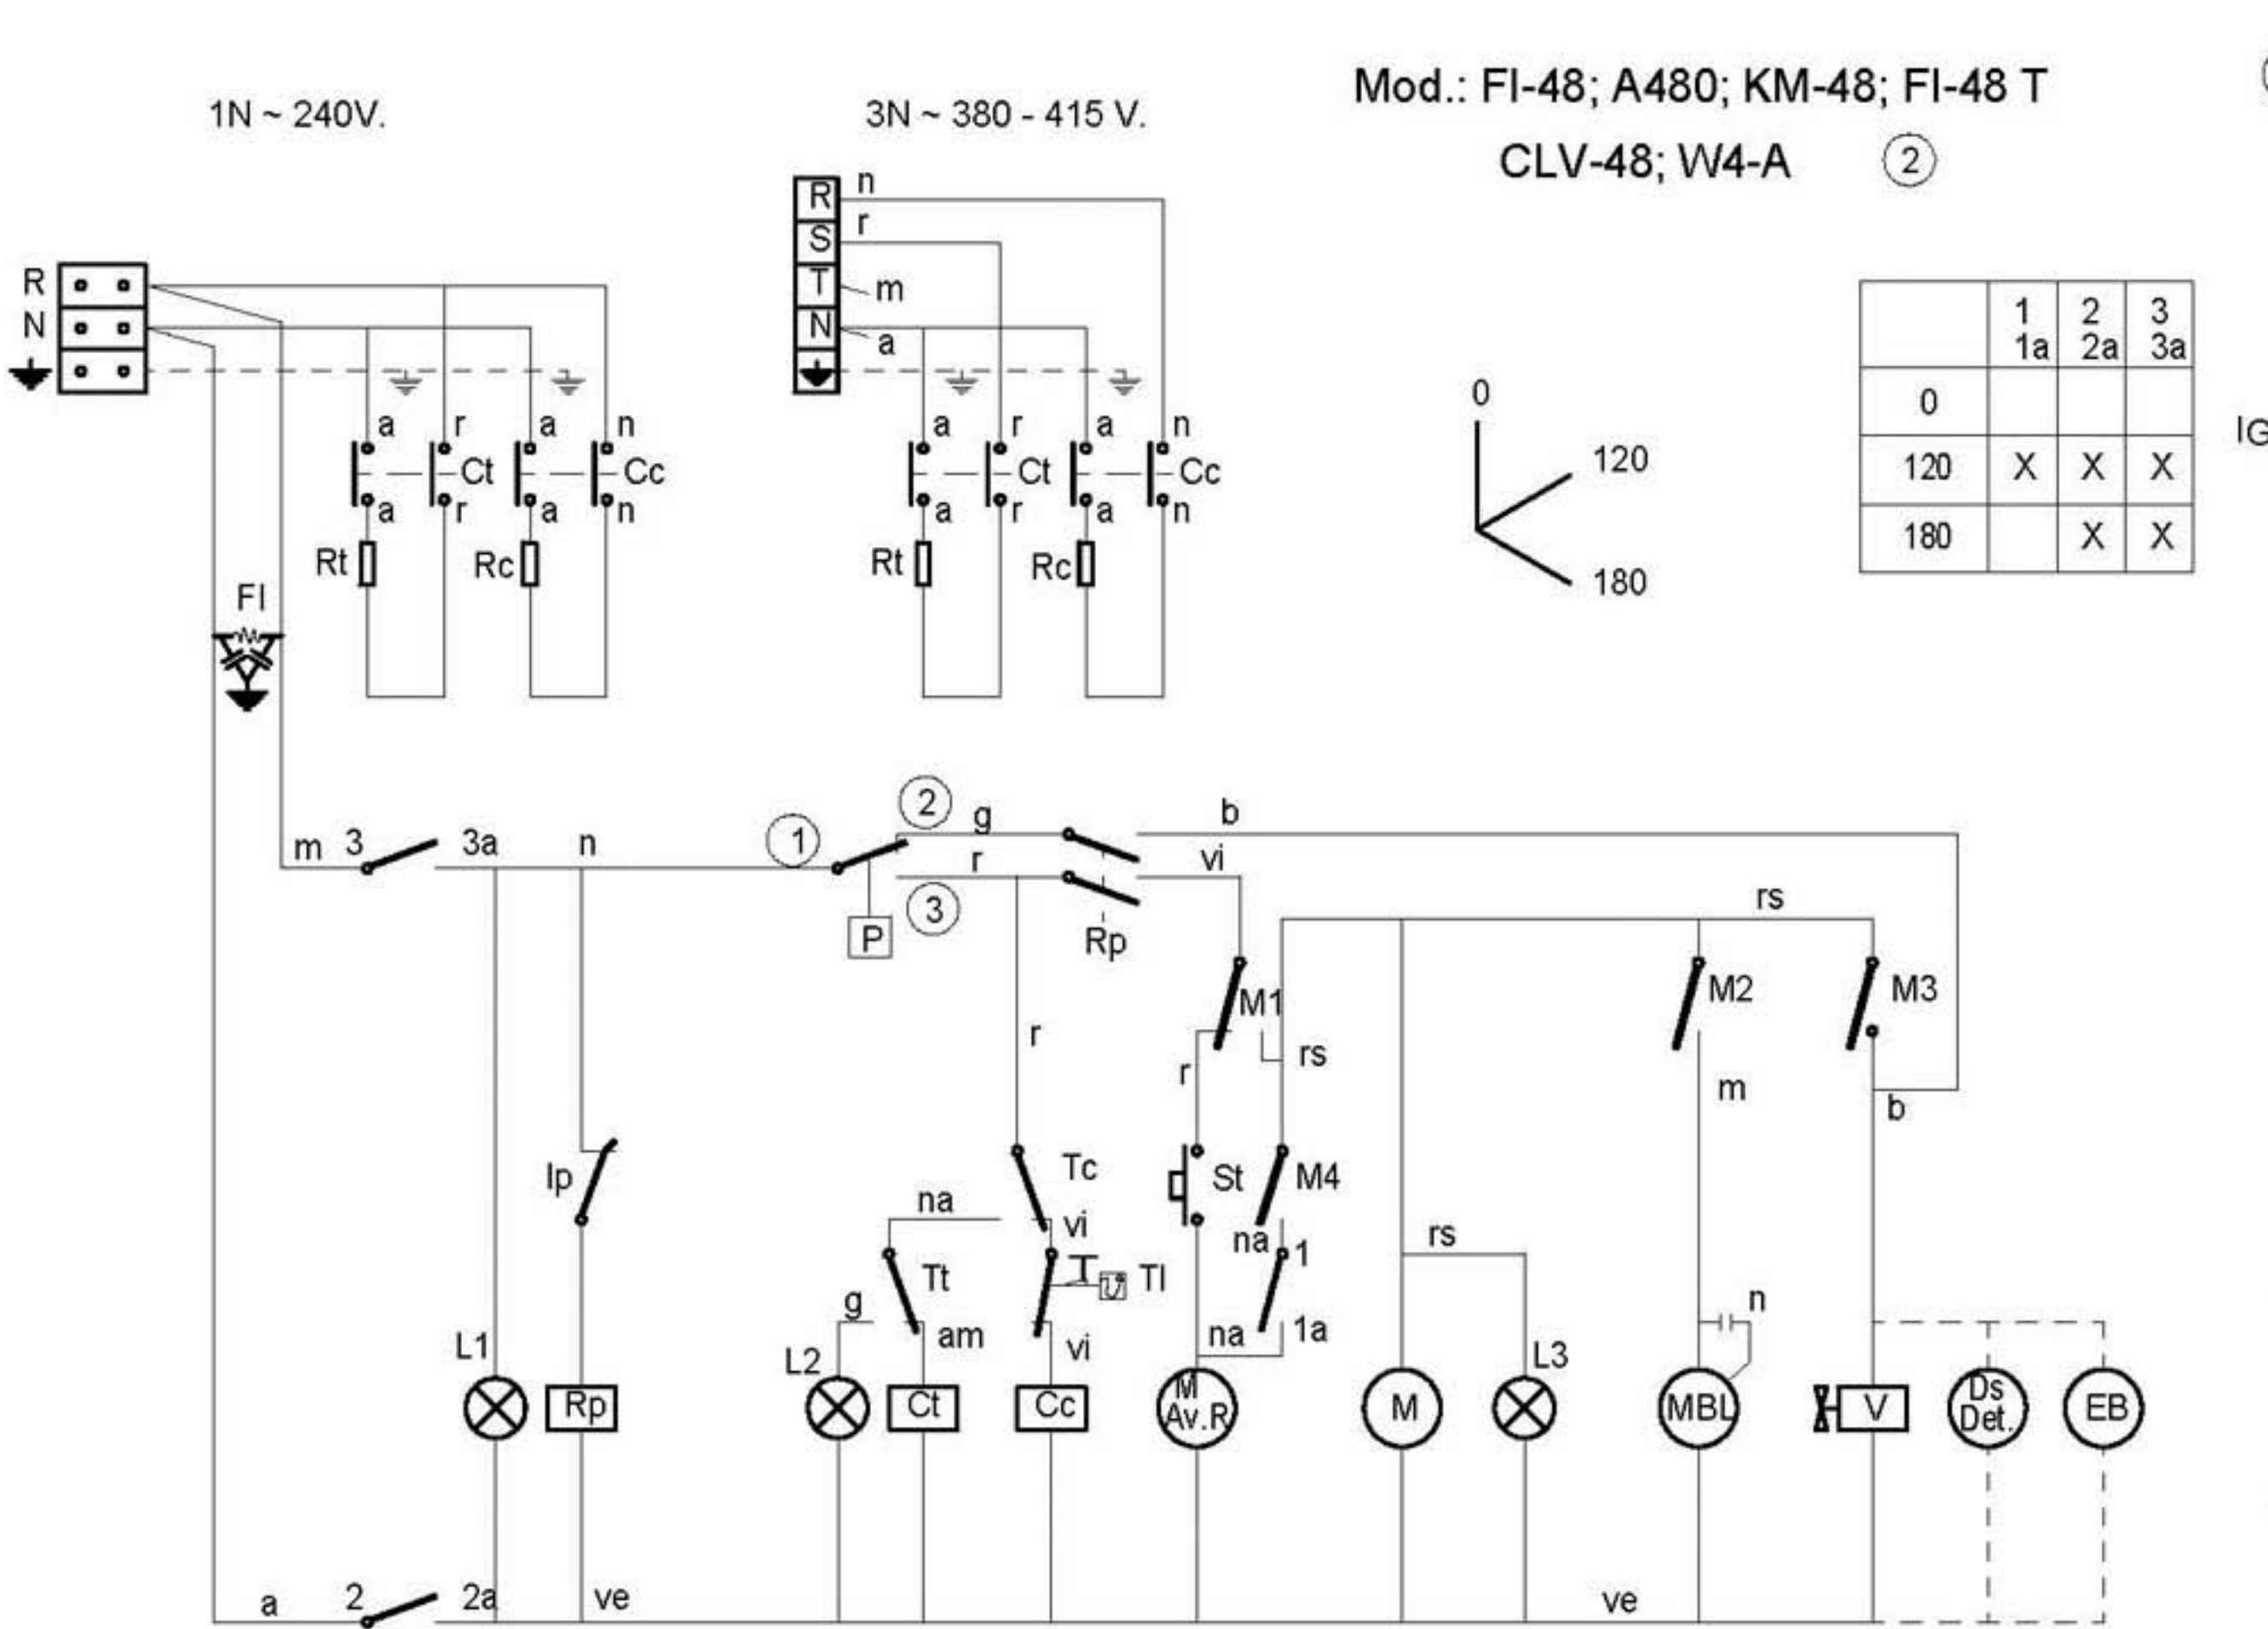 1N ~ 240V.
3N ~ 380 - 415 V.
Mod.: FI-48; A480; KM-48; FI-48 T
CLV-48; W4-A 2
R
N
R n
S r
T m
N a
a r a n
Ct Cc
a r a n
Rt Rc
a r a n
Ct Cc
a r a n
Rt Rc
0
120
180
1 2 3
1a 2a 3a
0
120 X X X
180 X X
IG
FI
m 3 3a n 1 2 g b
r vi
3
P
Rp
rs
M1 M2 M3
r r rs m b
Ip
Tc St M4
na vi
na 1
rs
Tt T Tl
g am vi na 1a
n
L1 L2 L3
Rp Ct Cc
M
Av.R
M MBL V
Ds
Det.
EB
a 2 2a ve ve